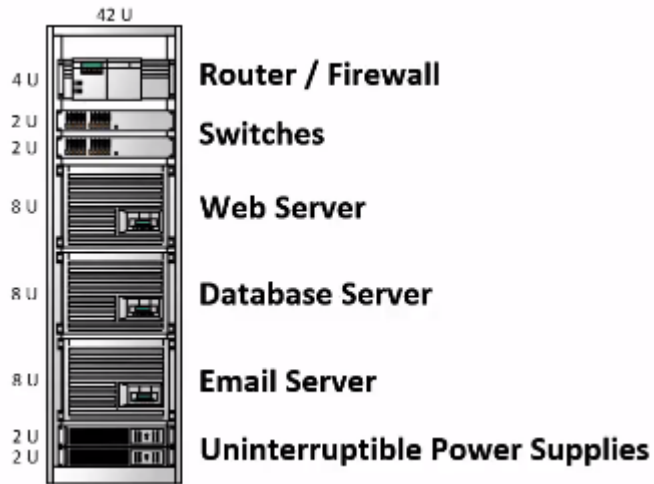 42 U
4 U Router / Firewall
2 U
Switches
2 U
8 U Web Server
8 U Database Server
8 U Email Server
2 U
Uninterruptible Power Supplies
2 U